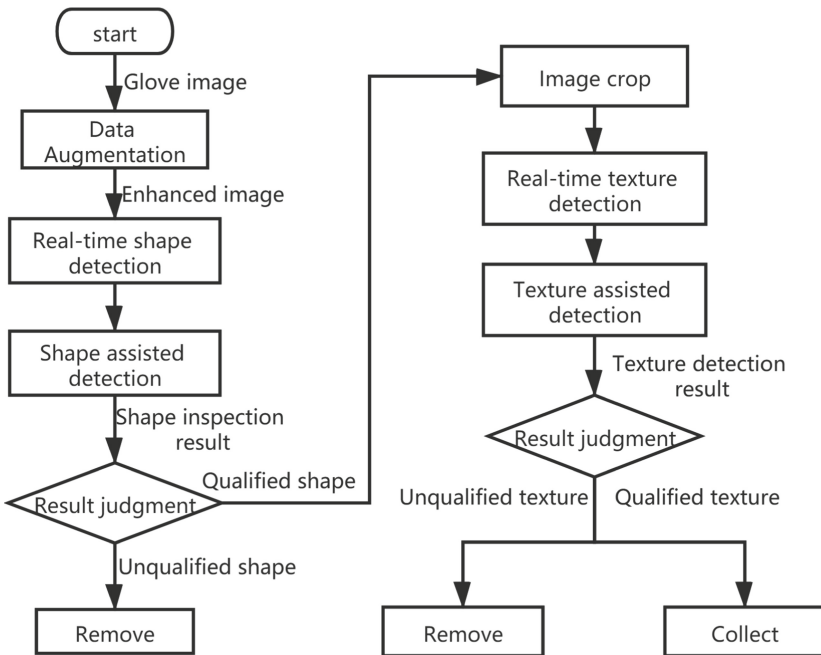 start
Glove image
Data
Augmentation
Enhanced image
Real-time shape
detection
Shape assisted
detection
Shape inspection
result
Result judgment
Qualified shape
Unqualified shape
Remove
Image crop
Real-time texture
detection
Texture assisted
detection
Texture detection
result
Result judgment
Unqualified texture
Qualified texture
Remove
Collect